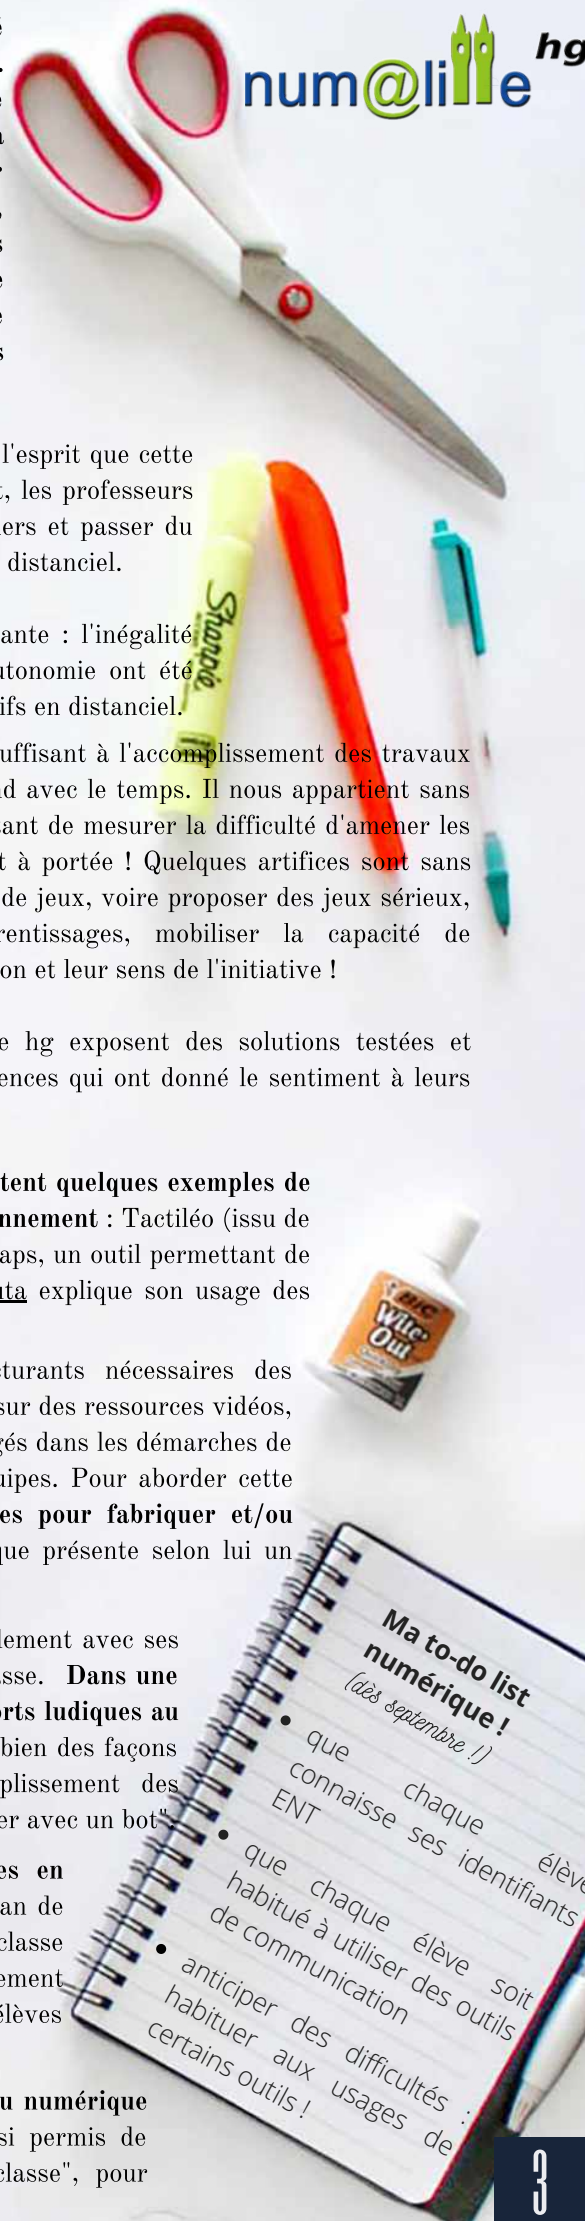 é
.
e
a
.
,
s
e
e
s
num@lille
hg
l'esprit que cette
t, les professeurs
iers et passer du
distanciel.
ante : l'inégalité
utonomie ont été
ifs en distanciel.
Sharpie
uffisant à l'accomplissement des travaux
nd avec le temps. Il nous appartient sans
tant de mesurer la difficulté d'amener les
t à portée ! Quelques artifices sont sans
de jeux, voire proposer des jeux sérieux,
rentissages, mobiliser la capacité de
on et leur sens de l'initiative !
e hg exposent des solutions testées et
ences qui ont donné le sentiment à leurs
tent quelques exemples de
nnement : Tactiléo (issu de
aps, un outil permettant de
uta explique son usage des
BIC
Wite
Out
cturants nécessaires des
sur des ressources vidéos,
gés dans les démarches de
uipes. Pour aborder cette
es pour fabriquer et/ou
que présente selon lui un
lement avec ses
asse. Dans une
orts ludiques au
bien des façons
plissement des
er avec un bot".
es en
an de
classe
ement
élèves
u numérique
si permis de
classe", pour
Ma to-do list
numérique !
(dès septembre !)
• que chaque élève
connaisse ses identifiants
ENT
• que chaque élève soit
habitué à utiliser des outils
de communication
• anticiper des difficultés :
habituer aux usages de
certains outils !
3